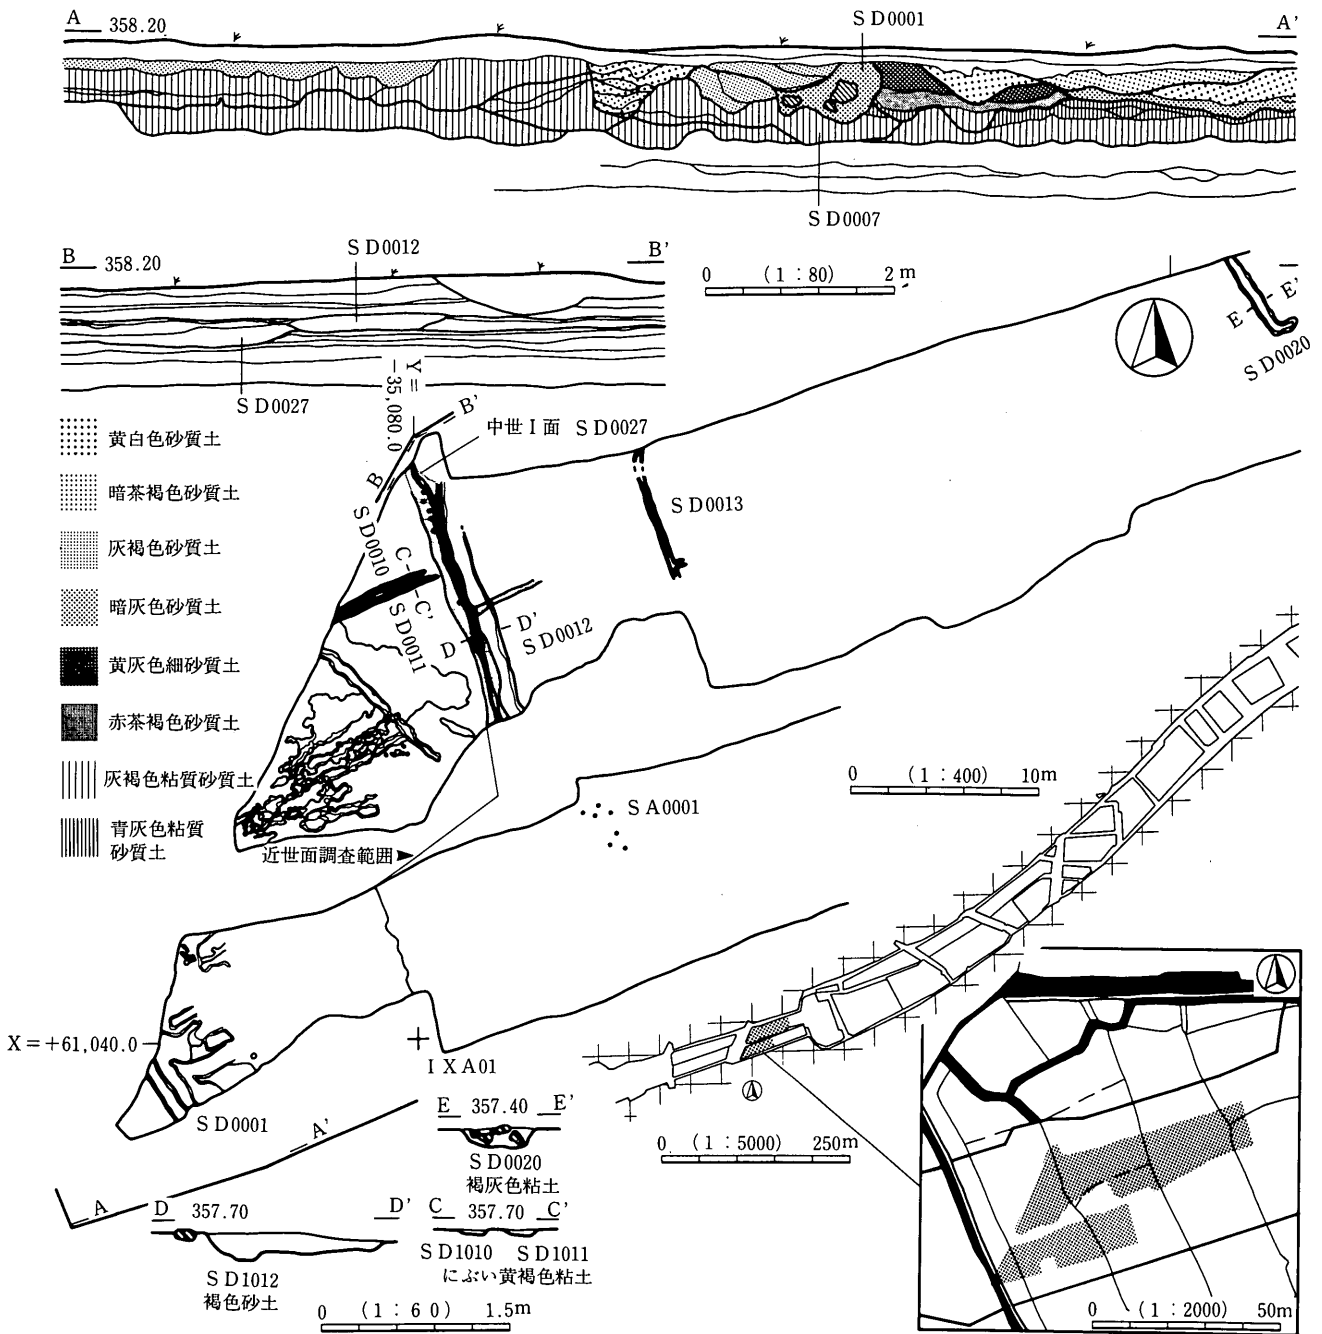 A 358.20
SD0001
A'
SD0007
B 358.20
SD0012
B'
SD0027
0 (1:80) 2m
E E'
SD0020
Y=−35,080.0
B B'
中世Ⅰ面 SD0027
SD0013
SD0010
C C'
SD0011
D D'
SD0012
黄白色砂質土
暗茶褐色砂質土
灰褐色砂質土
暗灰色砂質土
黄灰色細砂質土
赤茶褐色砂質土
灰褐色粘質砂質土
青灰色粘質
砂質土
近世面調査範囲
0 (1:400) 10m
SA0001
X=+61,040.0
IXA01
SD0001
A A'
E 357.40 E'
SD0020
褐灰色粘土
0 (1:5000) 250m
D 357.70 D'
SD1012
褐色砂土
C 357.70 C'
SD1010 SD1011
にぶい黄褐色粘土
0 (1:60) 1.5m
0 (1:2000) 50m